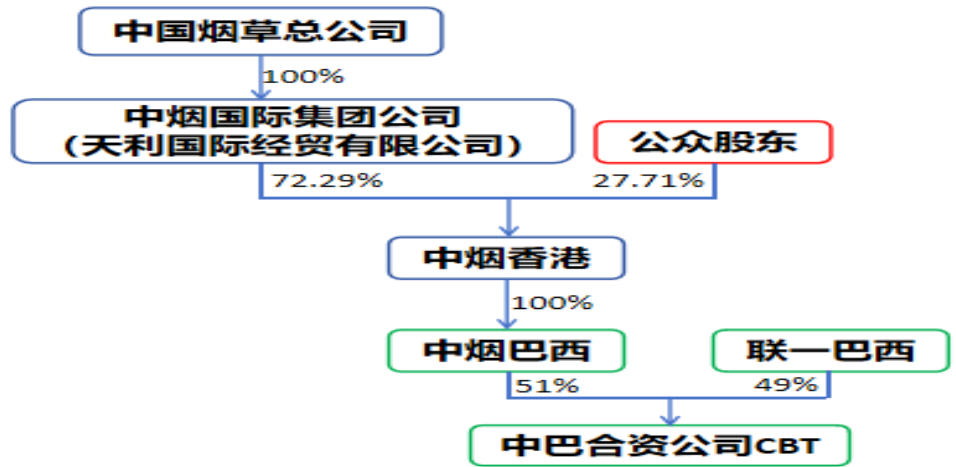 中国烟草总公司
100%
中烟国际集团公司
(天利国际经贸有限公司)
公众股东
72.29%
27.71%
中烟香港
100%
中烟巴西
联一巴西
51%
49%
中巴合资公司CBT